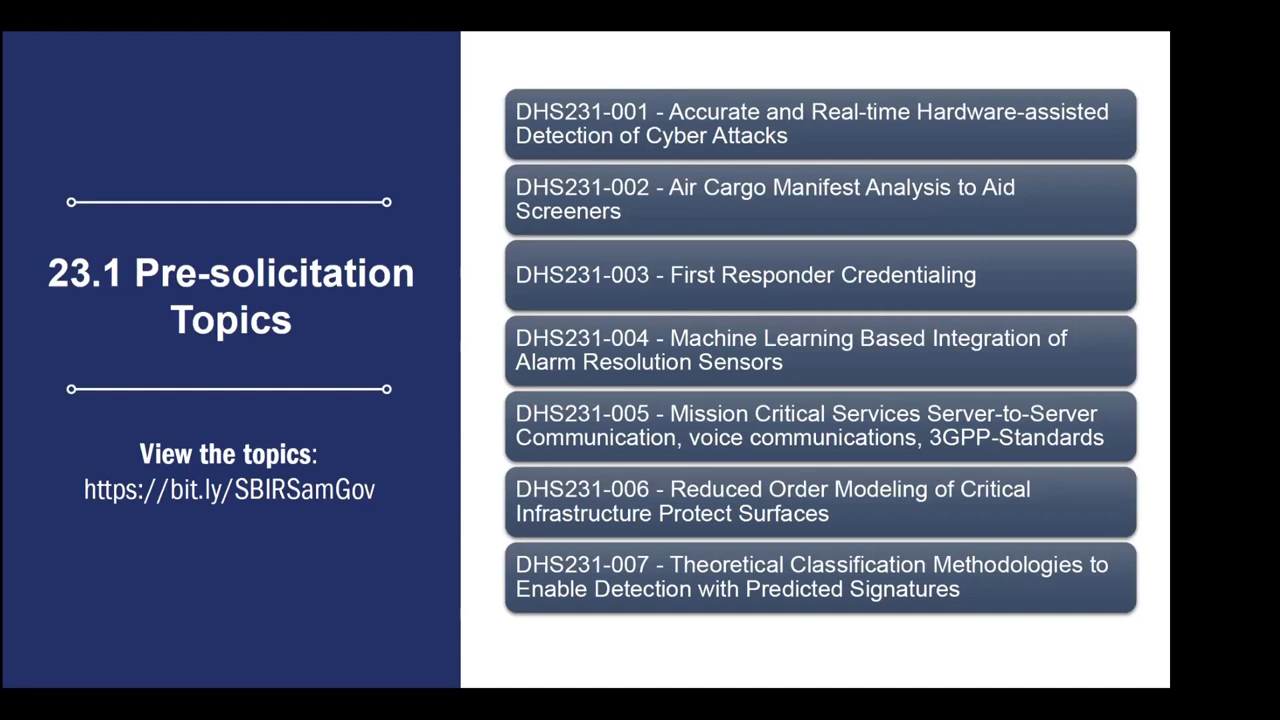 23.1 Pre-solicitation
Topics
View the topics:
https://bit.ly/SBIRSamGov
DHS231-001 - Accurate and Real-time Hardware-assisted
Detection of Cyber Attacks
DHS231-002 - Air Cargo Manifest Analysis to Aid
Screeners
DHS231-003 - First Responder Credentialing
DHS231-004 - Machine Learning Based Integration of
Alarm Resolution Sensors
DHS231-005 - Mission Critical Services Server-to-Server
Communication, voice communications, 3GPP-Standards
DHS231-006 - Reduced Order Modeling of Critical
Infrastructure Protect Surfaces
DHS231-007 - Theoretical Classification Methodologies to
Enable Detection with Predicted Signatures